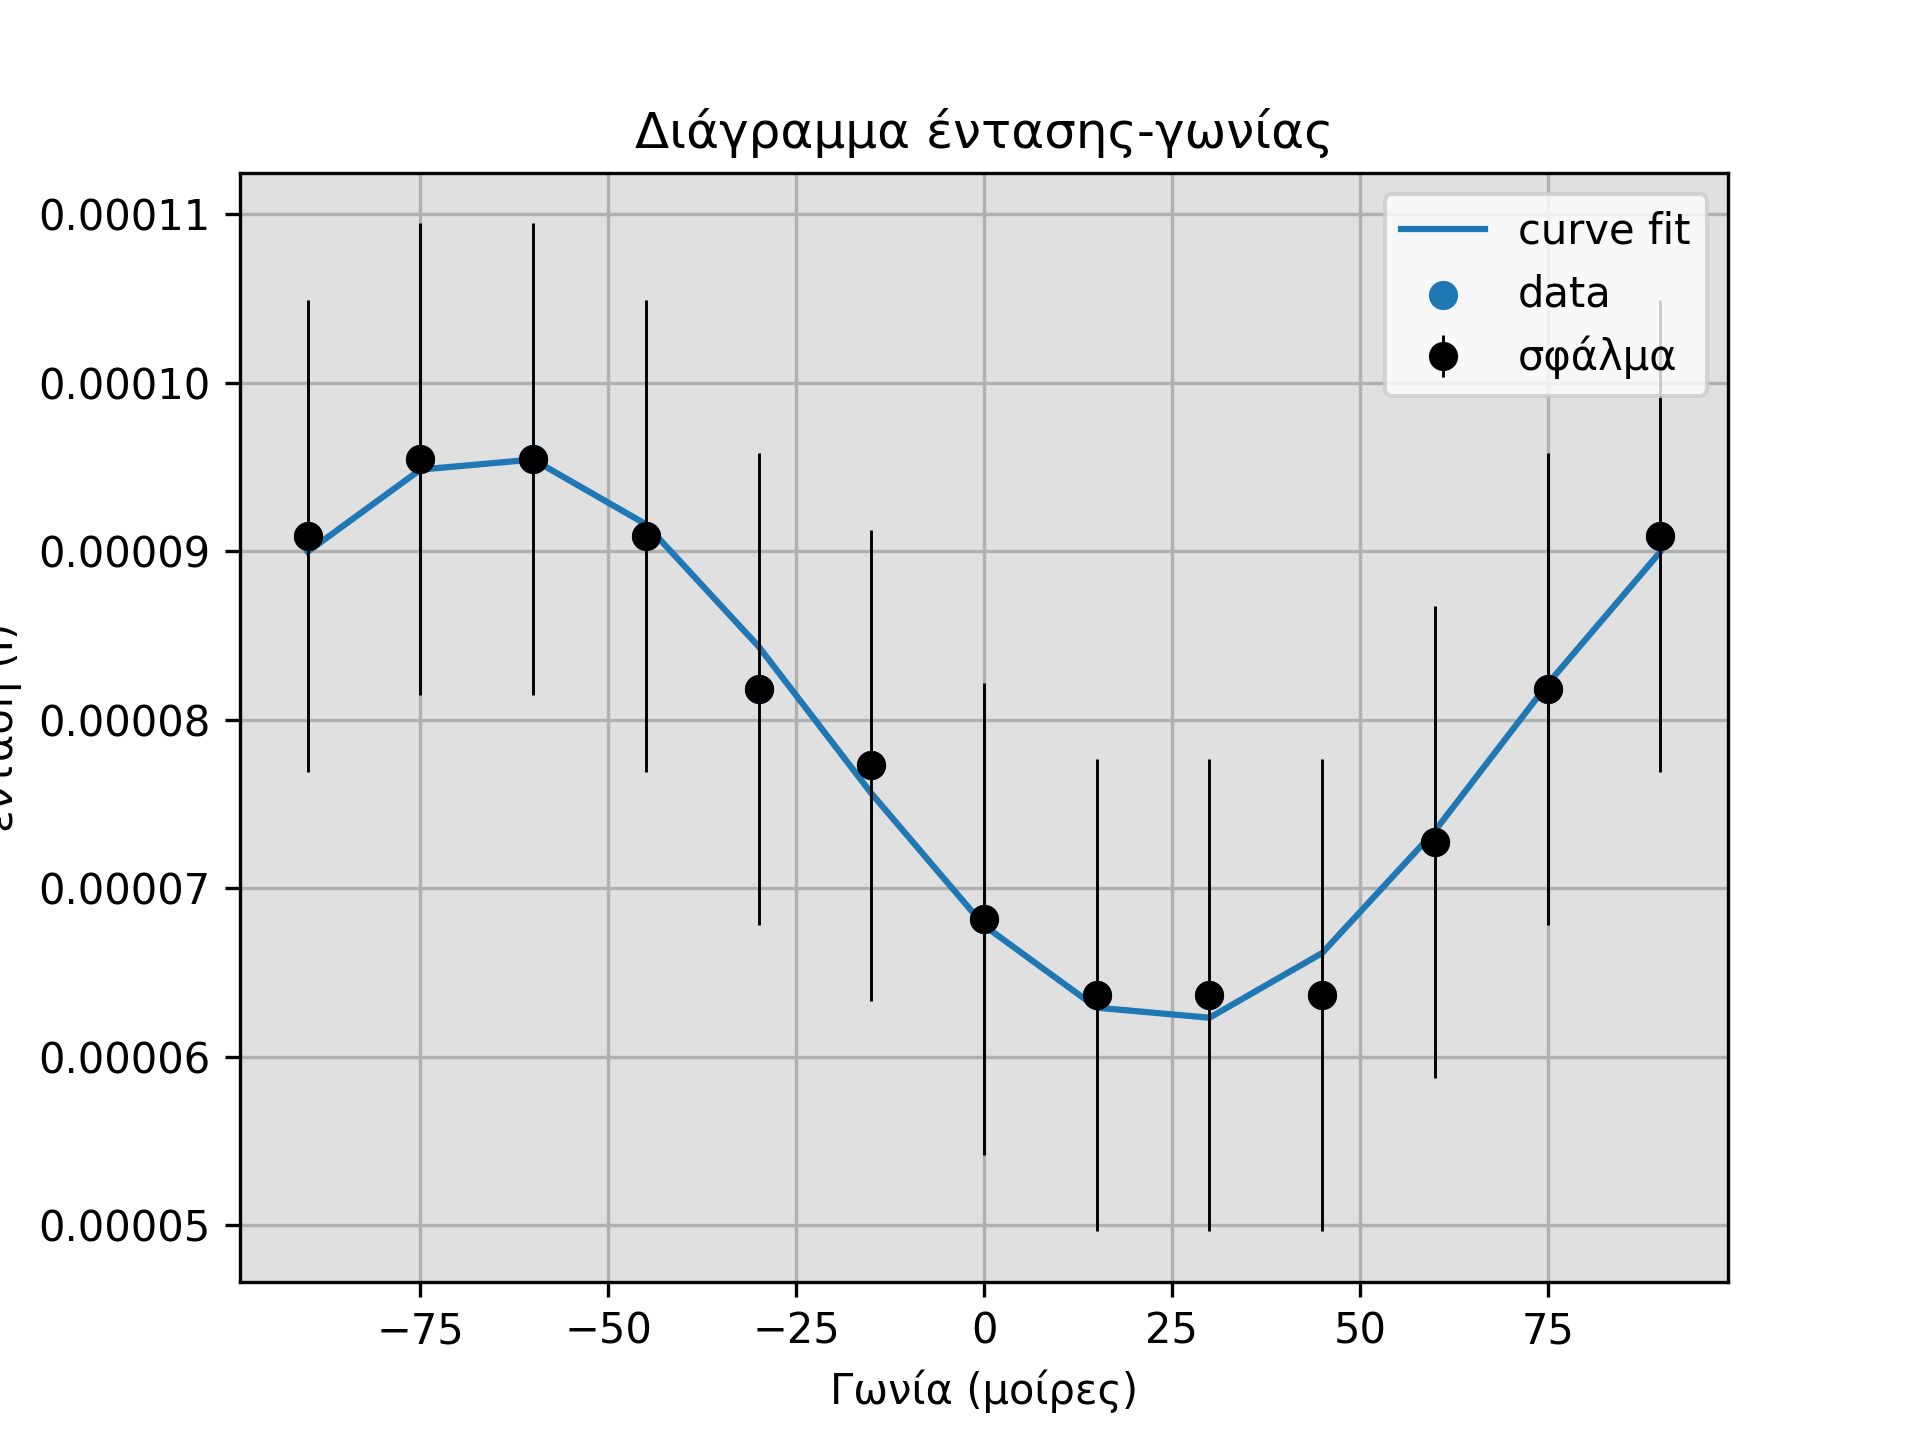 Διάγραμμα έντασης-γωνίας
curve fit
data
σφάλμα
0.00011
0.00010
0.00009
0.00008
0.00007
0.00006
0.00005
−75 −50 −25 0 25 50 75
Γωνία (μοίρες)